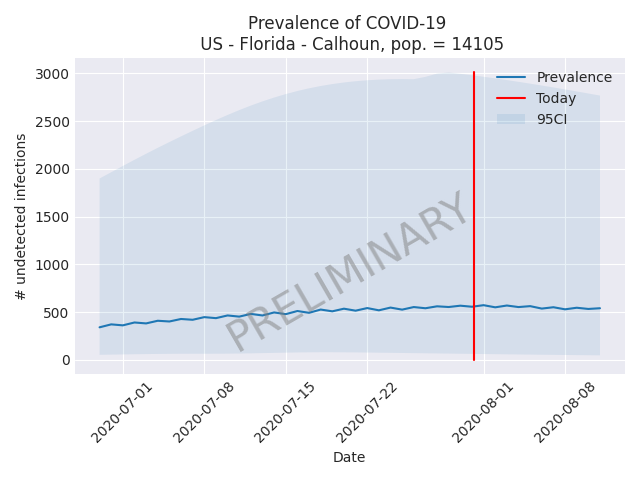 Prevalence of COVID-19
US - Florida - Calhoun, pop. = 14105
3000
2500
2000
1500
1000
500
0
# undetected infections
Prevalence
Today
95CI
PRELIMINARY
2020-07-01
2020-07-08
2020-07-15
2020-07-22
2020-08-01
2020-08-08
Date